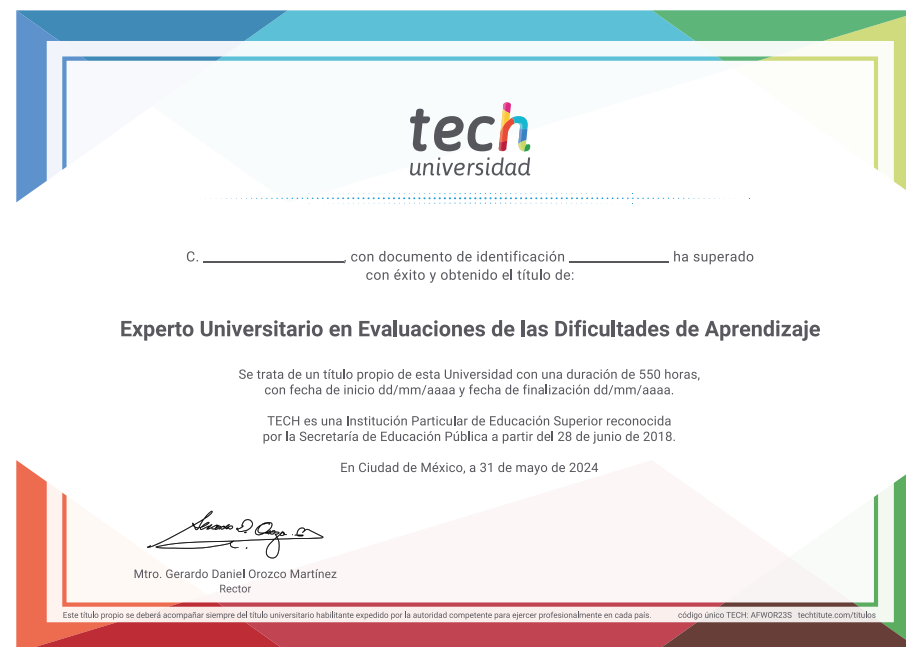 tech
universidad
C. ____________, con documento de identificación ____________ ha superado
con éxito y obtenido el título de:
Experto Universitario en Evaluaciones de las Dificultades de Aprendizaje
Se trata de un título propio de esta Universidad con una duración de 550 horas,
con fecha de inicio dd/mm/aaaa y fecha de finalización dd/mm/aaaa.
TECH es una Institución Particular de Educación Superior reconocida
por la Secretaría de Educación Pública a partir del 28 de junio de 2018.
En Ciudad de México, a 31 de mayo de 2024
Mtro. Gerardo Daniel Orozco Martínez
Rector
Este título propio se deberá acompañar siempre del título universitario habilitante expedido por la autoridad competente para ejercer profesionalmente en cada país. código único TECH: AFWOR23S techtitute.com/titulos